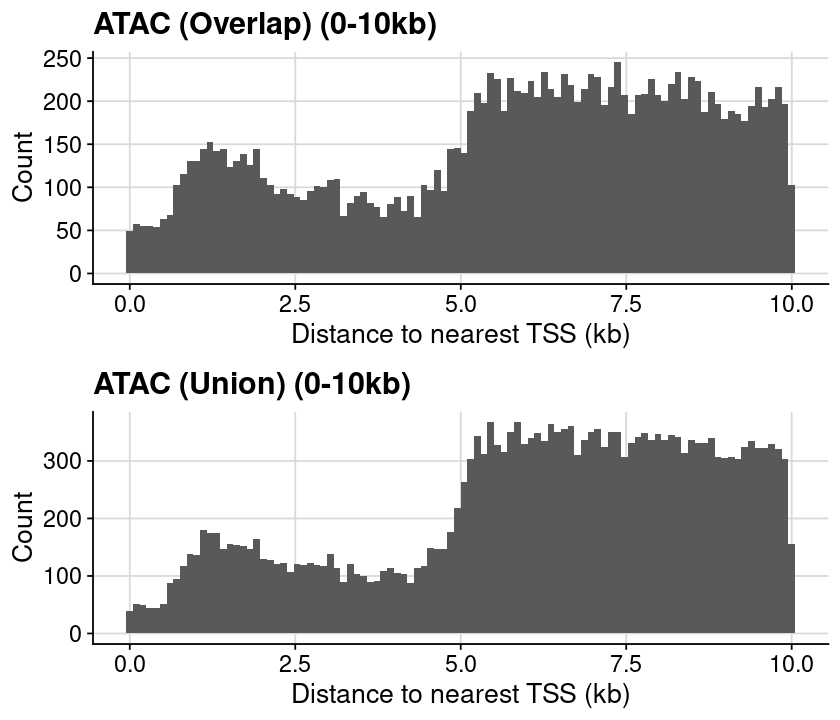 ATAC (Overlap) (0-10kb)
Count
250
200
150
100
50
0
0.0 2.5 5.0 7.5 10.0
Distance to nearest TSS (kb)
ATAC (Union) (0-10kb)
Count
300
200
100
0
0.0 2.5 5.0 7.5 10.0
Distance to nearest TSS (kb)